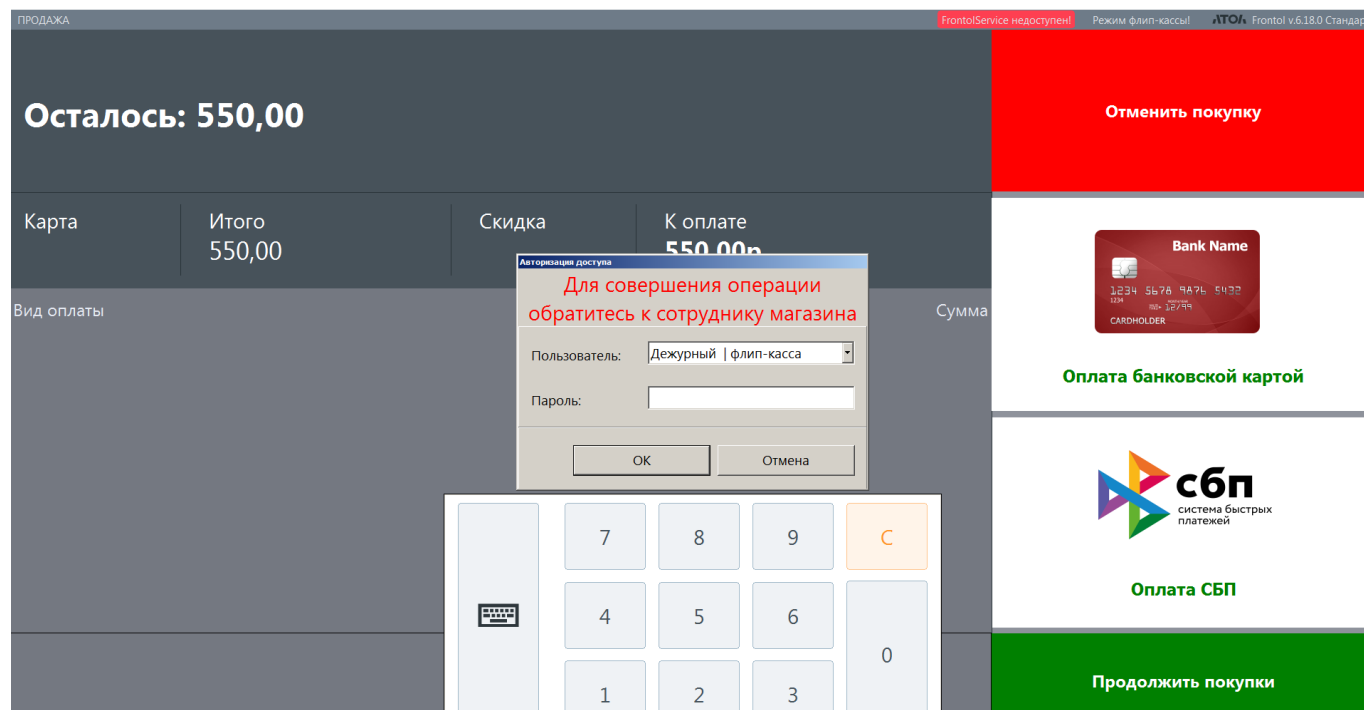 ПРОДАЖА
FrontolService недоступен!
Режим флип-кассы!
АТОЛ Frontol v.6.18.0 Стандар
Осталось: 550,00
Отменить покупку
Карта
Итого
550,00
Скидка
К оплате
550,00р
Bank Name
1234 5678 9876 5432
1234
12/99
CARDHOLDER
Оплата банковской картой
Вид оплаты
Сумма
Авторизация доступа
Для совершения операции
обратитесь к сотруднику магазина
Пользователь:
Дежурный | флип-касса
Пароль:
ОК
Отмена
сбп
система быстрых
платежей
Оплата СБП
7 8 9 C
4 5 6
0
1 2 3
Продолжить покупки